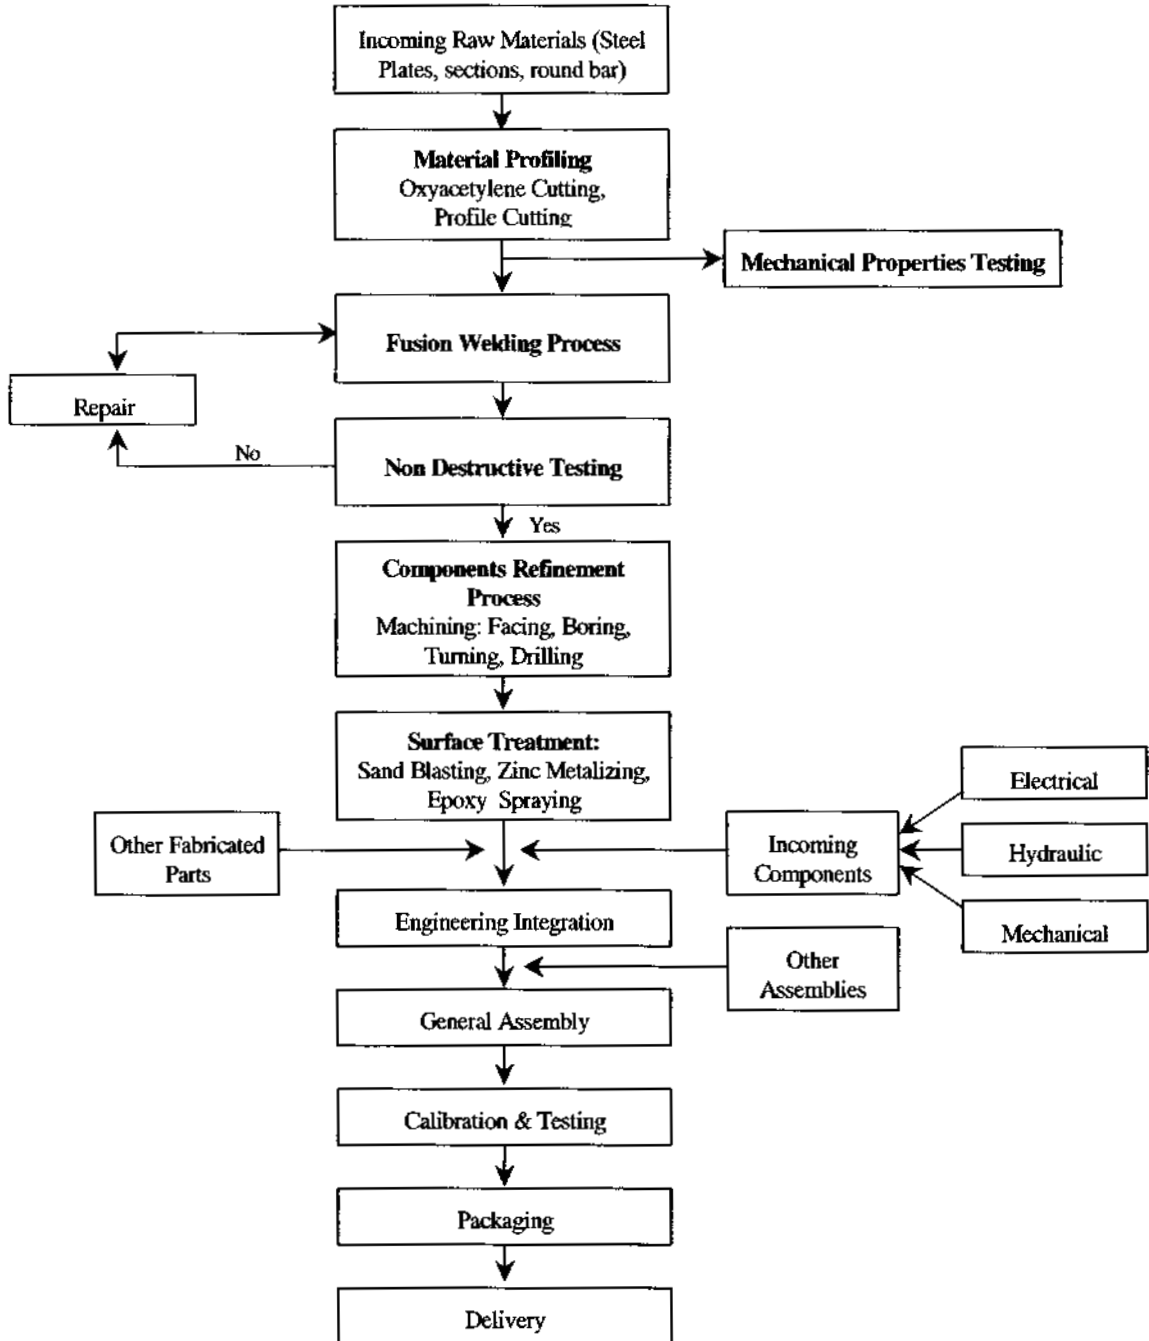 Incoming Raw Materials (Steel
Plates, sections, round bar)
Material Profiling
Oxyacetylene Cutting,
Profile Cutting
Mechanical Properties Testing
Fusion Welding Process
Repair
No
Non Destructive Testing
Yes
Components Refinement
Process
Machining: Facing, Boring,
Turning, Drilling
Surface Treatment:
Sand Blasting, Zinc Metalizing,
Epoxy Spraying
Other Fabricated
Parts
Incoming
Components
Electrical
Hydraulic
Mechanical
Engineering Integration
Other
Assemblies
General Assembly
Calibration & Testing
Packaging
Delivery